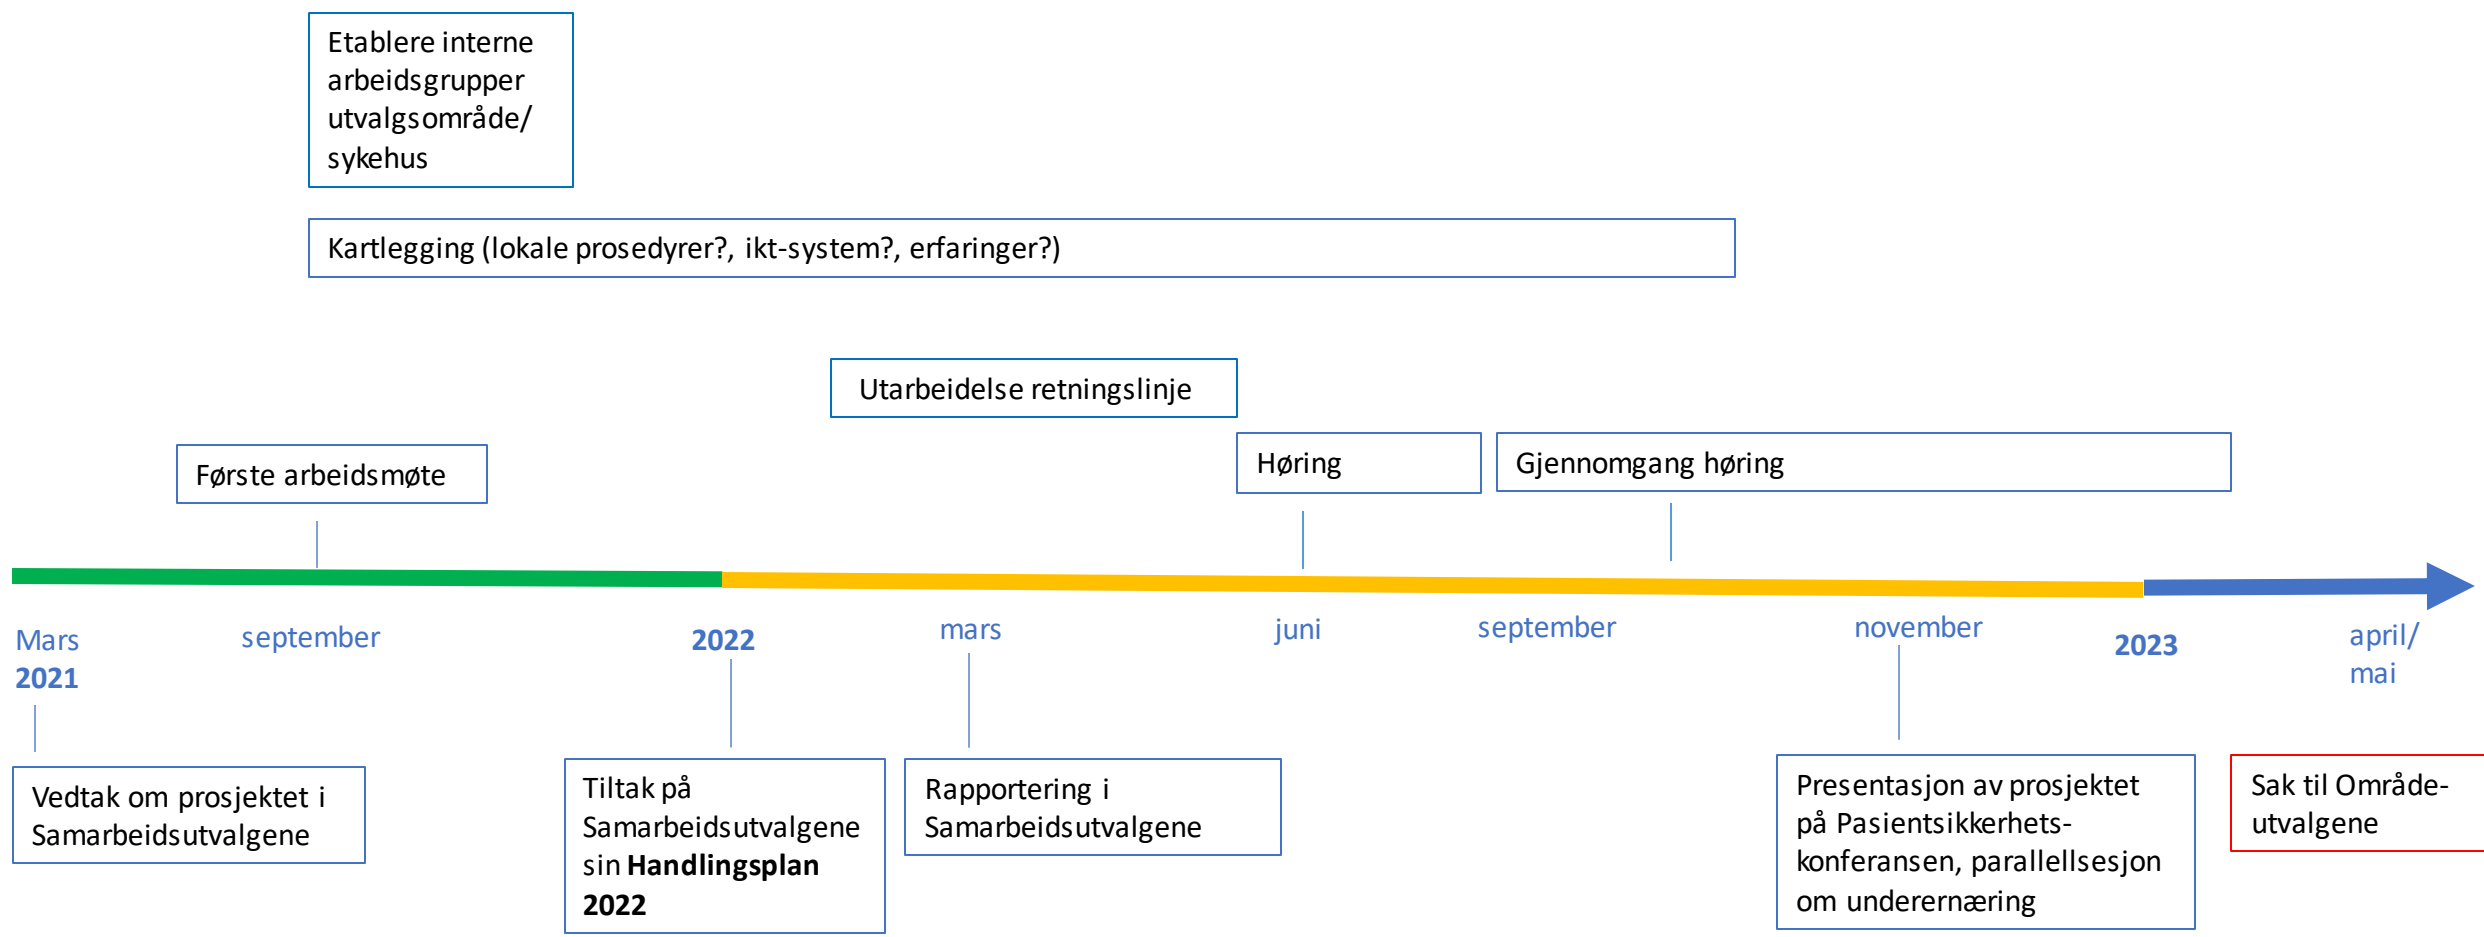 Etablere interne
arbeidsgrupper
utvalgsområde/
sykehus
Kartlegging (lokale prosedyrer?, ikt-system?, erfaringer?)
Utarbeidelse retningslinje
Første arbeidsmøte
Høring
Gjennomgang høring
Mars
2021
september
2022
mars
juni
september
november
2023
april/
mai
Vedtak om prosjektet i
Samarbeidsutvalgene
Tiltak på
Samarbeidsutvalgene
sin Handlingsplan
2022
Rapportering i
Samarbeidsutvalgene
Presentasjon av prosjektet
på Pasientsikkerhets-
konferansen, parallellsesjon
om underernæring
Sak til Område-
utvalgene